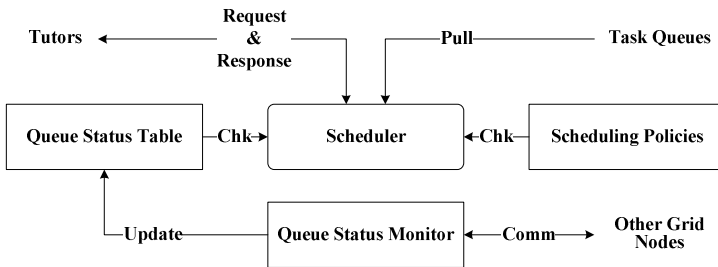 Request
&
Response
Tutors
Pull
Task Queues
Queue Status Table
Chk
Scheduler
Chk
Scheduling Policies
Update
Queue Status Monitor
Comm
Other Grid
Nodes